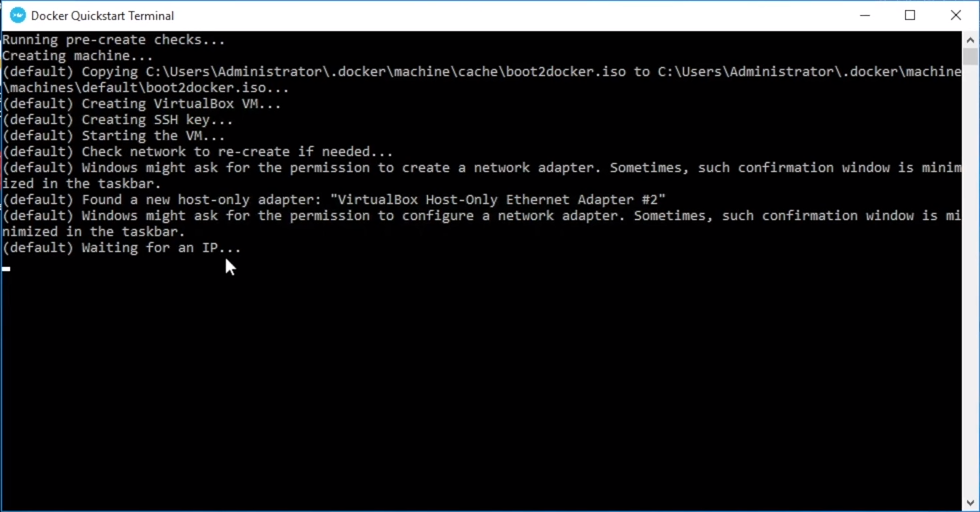 Docker Quickstart Terminal
Running pre-create checks...
Creating machine...
(default) Copying C:\Users\Administrator\.docker\machine\cache\boot2docker.iso to C:\Users\Administrator\.docker\machine
\machines\default\boot2docker.iso...
(default) Creating VirtualBox VM...
(default) Creating SSH key...
(default) Starting the VM...
(default) Check network to re-create if needed...
(default) Windows might ask for the permission to create a network adapter. Sometimes, such confirmation window is minim
ized in the taskbar.
(default) Found a new host-only adapter: "VirtualBox Host-Only Ethernet Adapter #2"
(default) Windows might ask for the permission to configure a network adapter. Sometimes, such confirmation window is mi
nimized in the taskbar.
(default) Waiting for an IP...